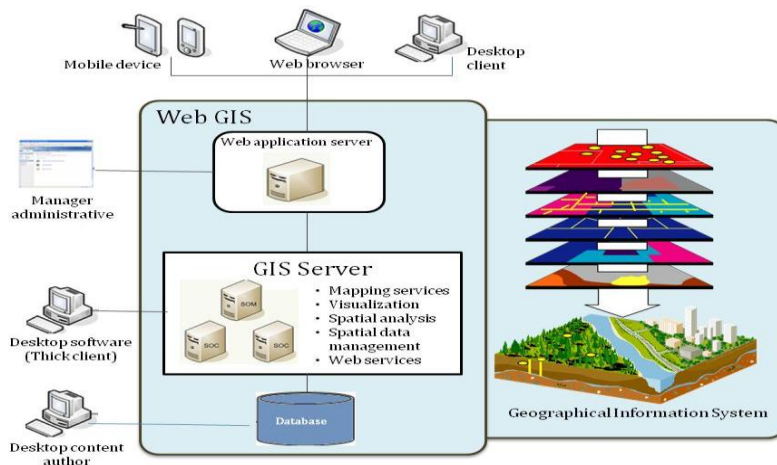 Mobile device
Web browser
Desktop
client
Web GIS
Web application server
Manager
administrative
GIS Server
SOM
SOC
SOC
• Mapping services
• Visualization
• Spatial analysis
• Spatial data
management
• Web services
Desktop software
(Thick client)
Database
Desktop content
author
Geographical Information System